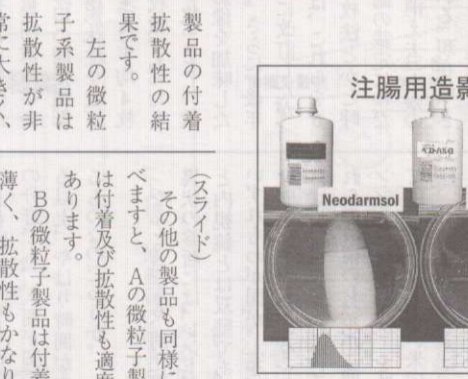 注腸用造影
Neodarmsol
製品の付着
拡散性の結
果です。
左の微粒
子系製品は
拡散性が非
常に大きく、
(スライド)
その他の製品も同様に
べますと、Aの微粒子製
は付着及び拡散性も適度
あります。
Bの微粒子製品は付着
薄く、拡散性もかなり